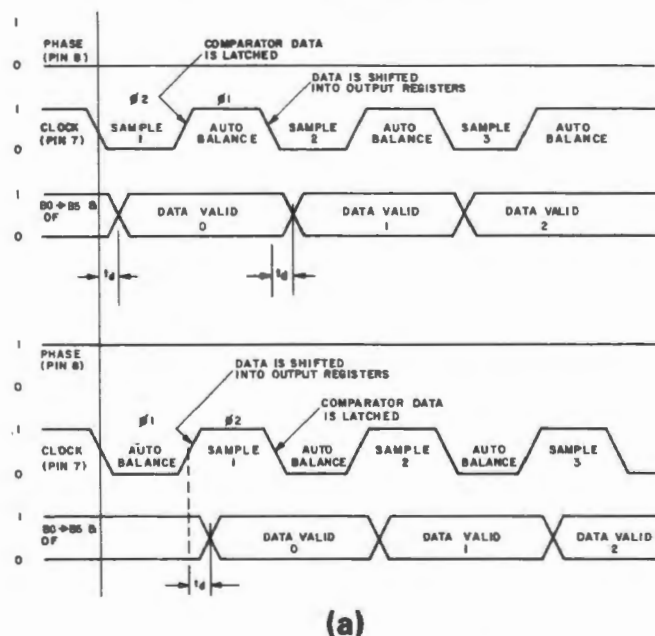 1
PHASE
(PIN 8)
0
COMPARATOR DATA
IS LATCHED
DATA IS SHIFTED
INTO OUTPUT REGISTERS
ø2
ø1
1
CLOCK
(PIN 7)
0
SAMPLE
1
AUTO
BALANCE
SAMPLE
2
AUTO
BALANCE
SAMPLE
3
AUTO
BALANCE
1
B0→B5 &
OF
0
DATA VALID
0
DATA VALID
1
DATA VALID
2
td
td
1
PHASE
(PIN 8)
0
DATA IS SHIFTED
INTO OUTPUT REGISTERS
COMPARATOR DATA
IS LATCHED
ø1
ø2
1
CLOCK
(PIN 7)
0
AUTO
BALANCE
SAMPLE
1
AUTO
BALANCE
SAMPLE
2
AUTO
BALANCE
SAMPLE
3
1
B0→B5 &
OF
0
DATA VALID
0
DATA VALID
1
DATA VALID
2
td
(a)